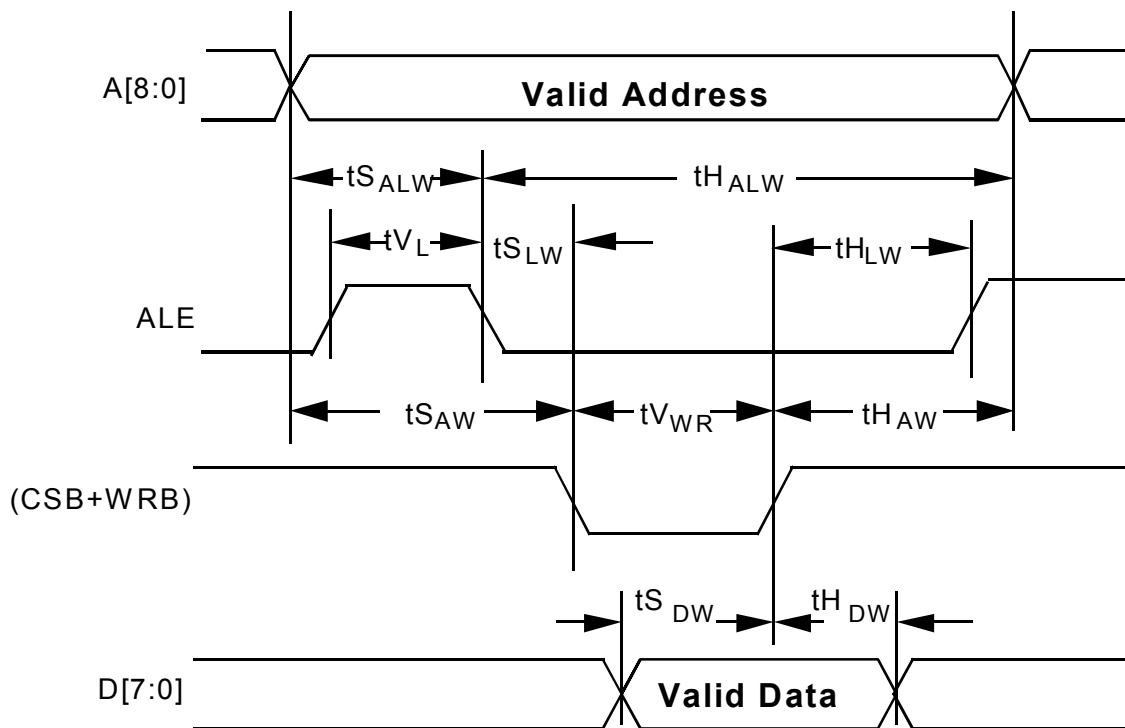 A[8:0]
Valid Address
tS ALW
tH ALW
tV L
tS LW
tH LW
ALE
tS AW
tV WR
tH AW
(CSB+WRB)
tS DW
tH DW
D[7:0]
Valid Data